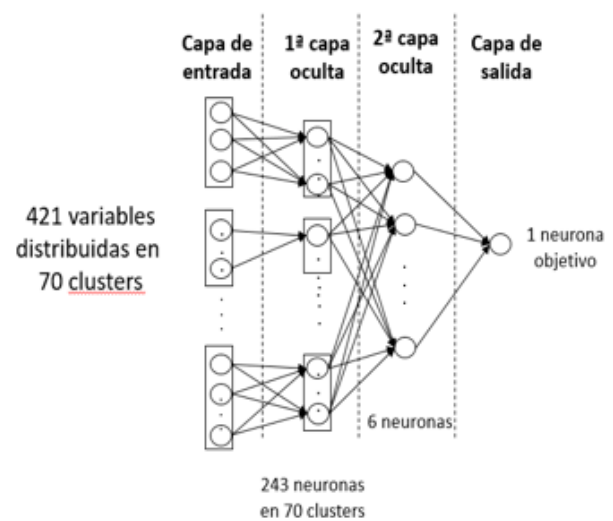 Capa de
entrada
1ª capa
oculta
2ª capa
oculta
Capa de
salida
421 variables
distribuidas en
70 clusters
1 neurona
objetivo
6 neuronas
243 neuronas
en 70 clusters